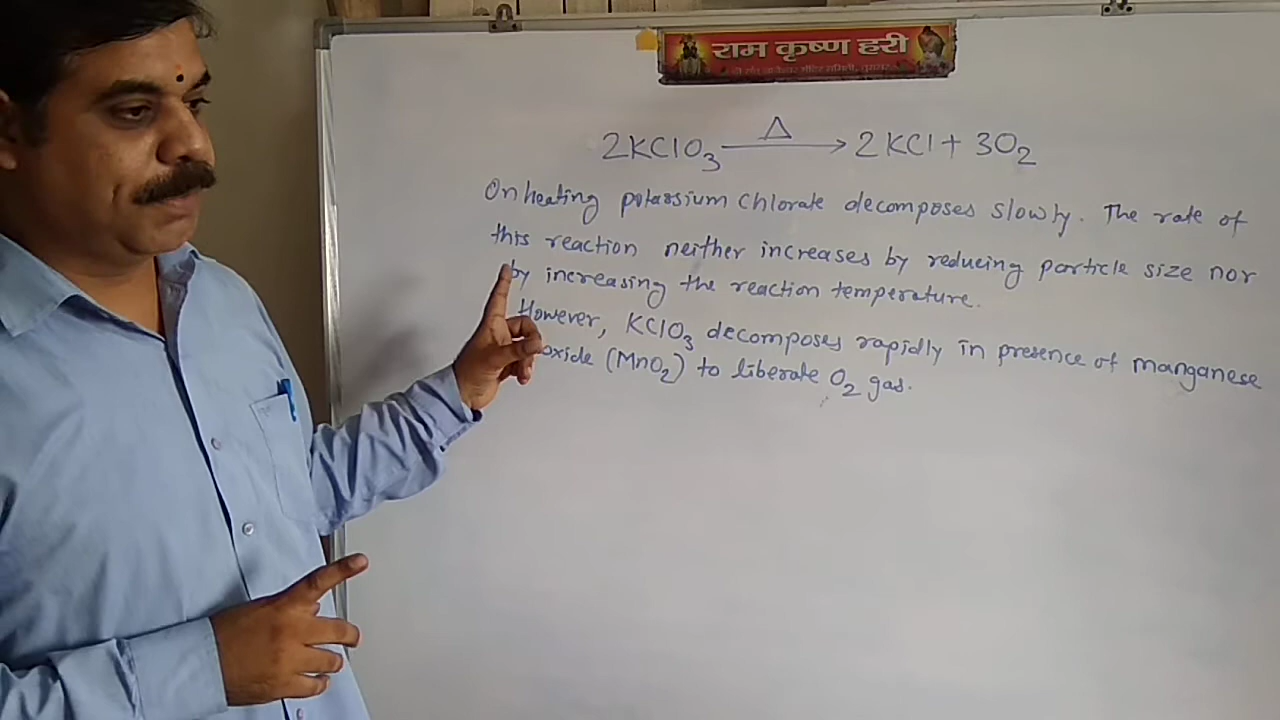 राम कृष्ण हरी
2KClO3 Δ→ 2KCl + 3O2
On heating potassium chlorate decomposes slowly. The rate of
this reaction neither increases by reducing particle size nor
by increasing the reaction temperature.
However, KClO3 decomposes rapidly in presence of manganese
oxide (MnO2) to liberate O2 gas.